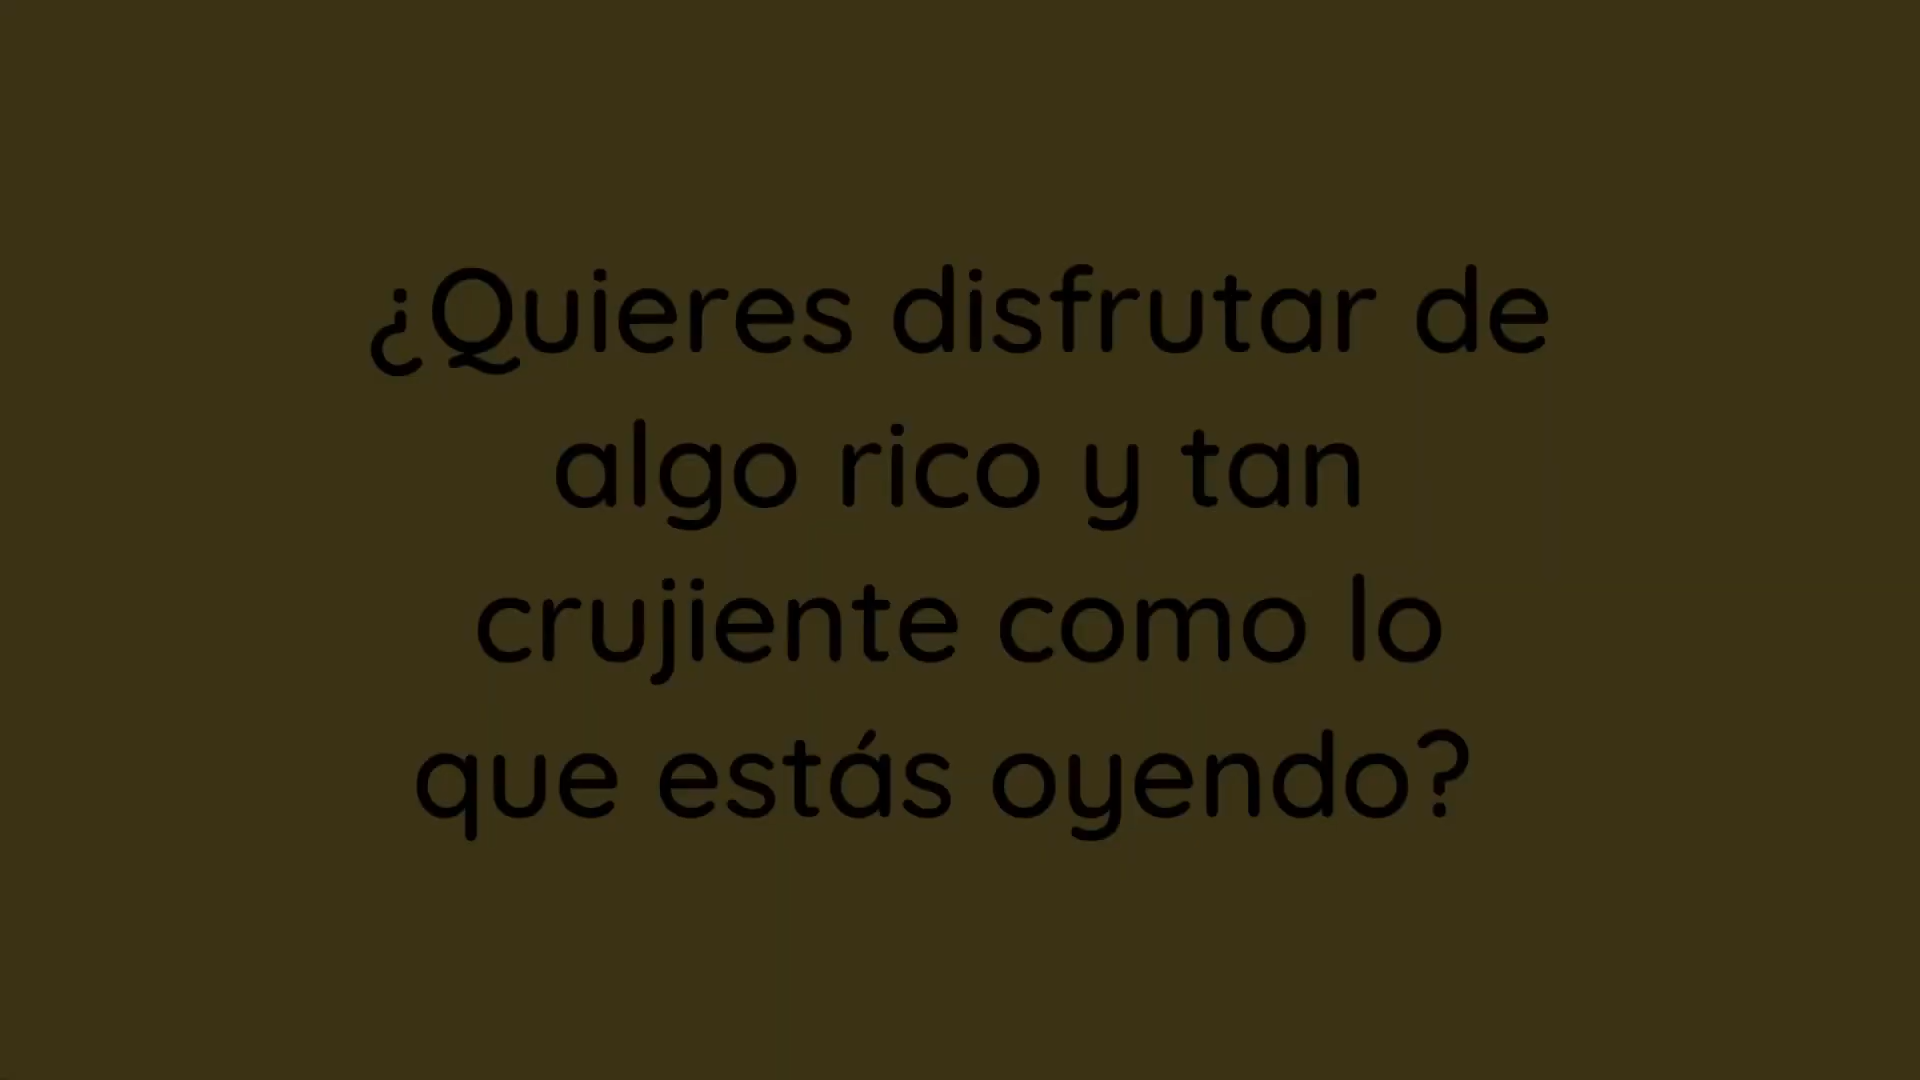 ¿Quieres disfrutar de
algo rico y tan
crujiente como lo
que estás oyendo?